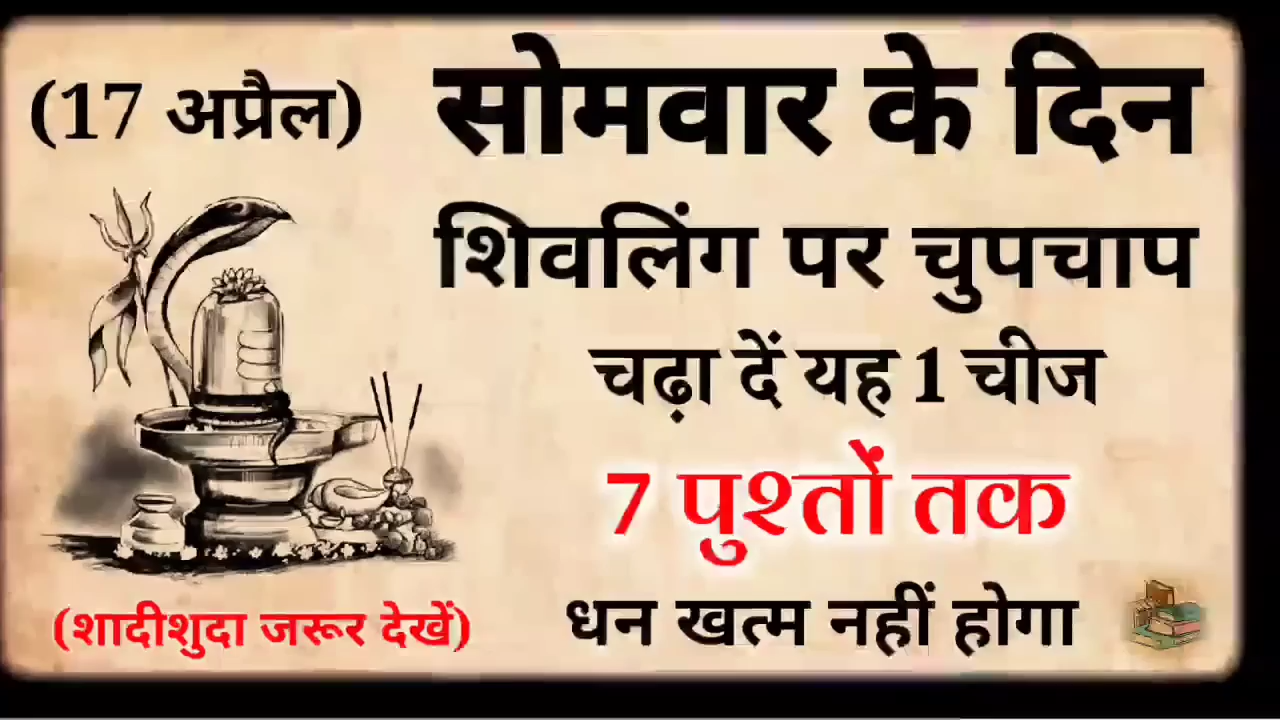 (17 अप्रैल)
सोमवार के दिन
शिवलिंग पर चुपचाप
चढ़ा दें यह 1 चीज
7 पुश्तों तक
धन खत्म नहीं होगा
(शादीशुदा जरूर देखें)